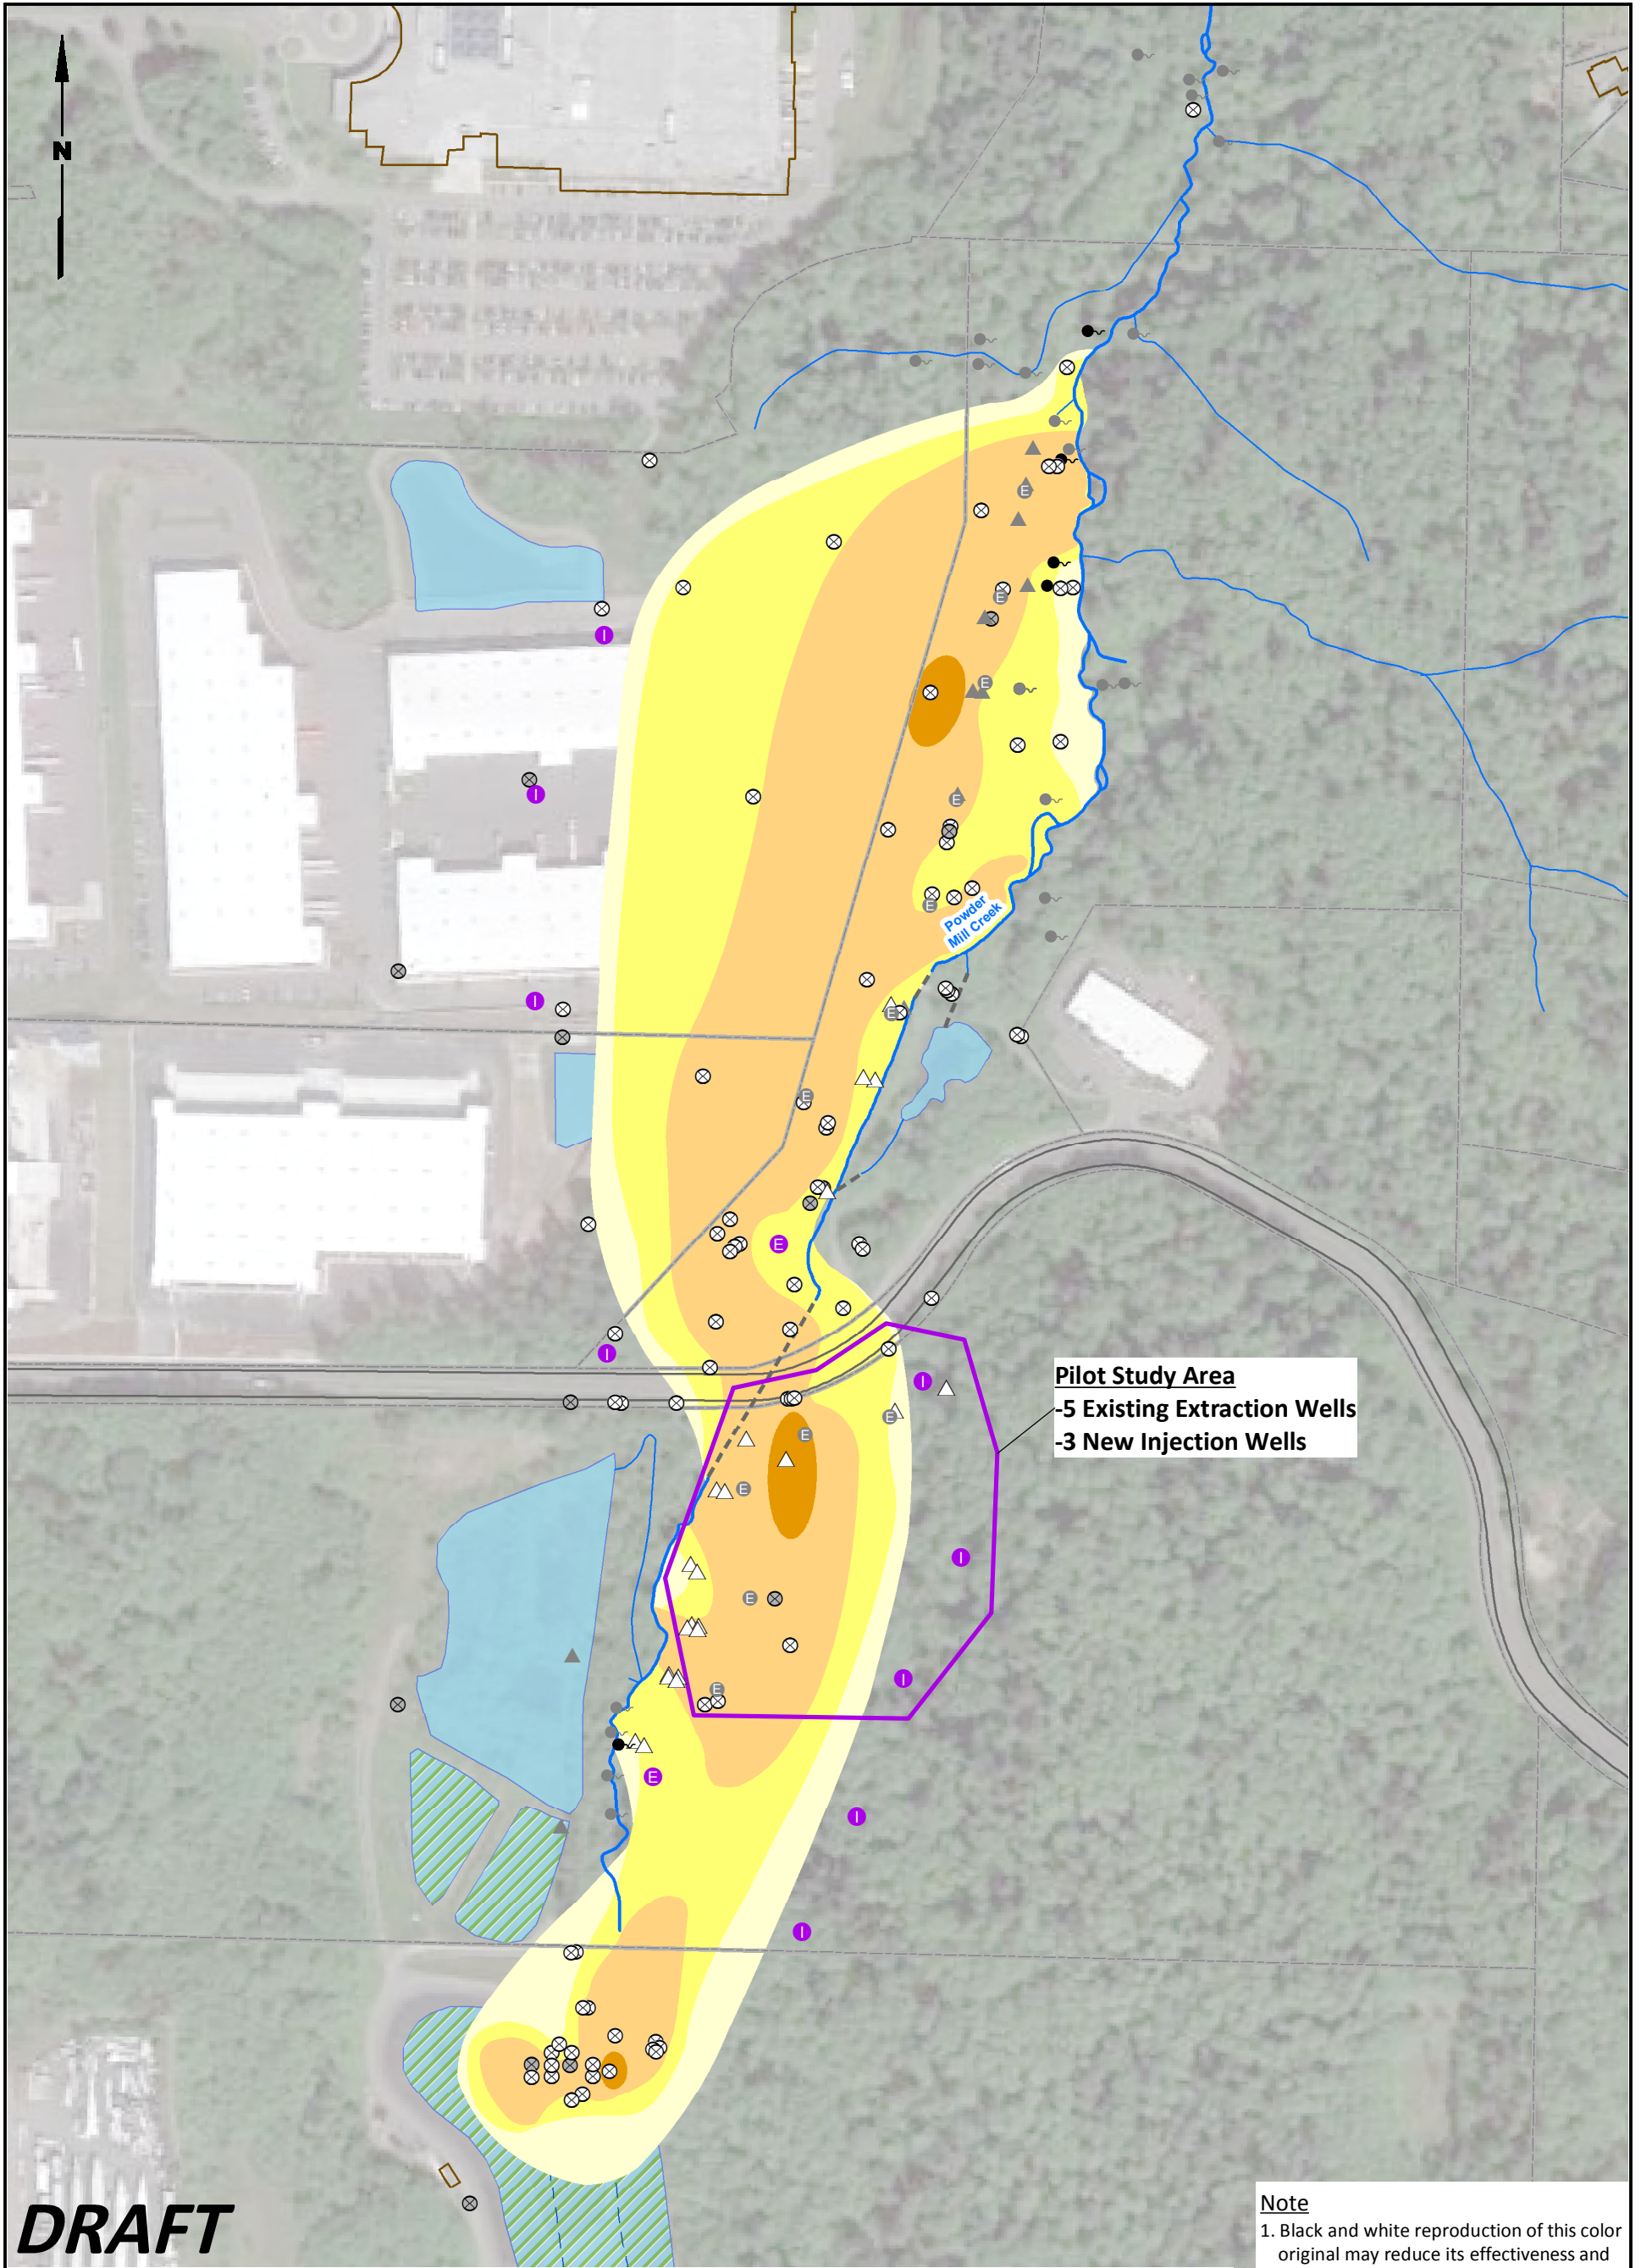 N
Powder
Mill Creek
Pilot Study Area
-5 Existing Extraction Wells
-3 New Injection Wells
I
E
E
E
I
E
E
I
E
E
E
I
I
E
E
E
I
E
I
E
E
I
I
DRAFT
Note
1. Black and white reproduction of this color
original may reduce its effectiveness and